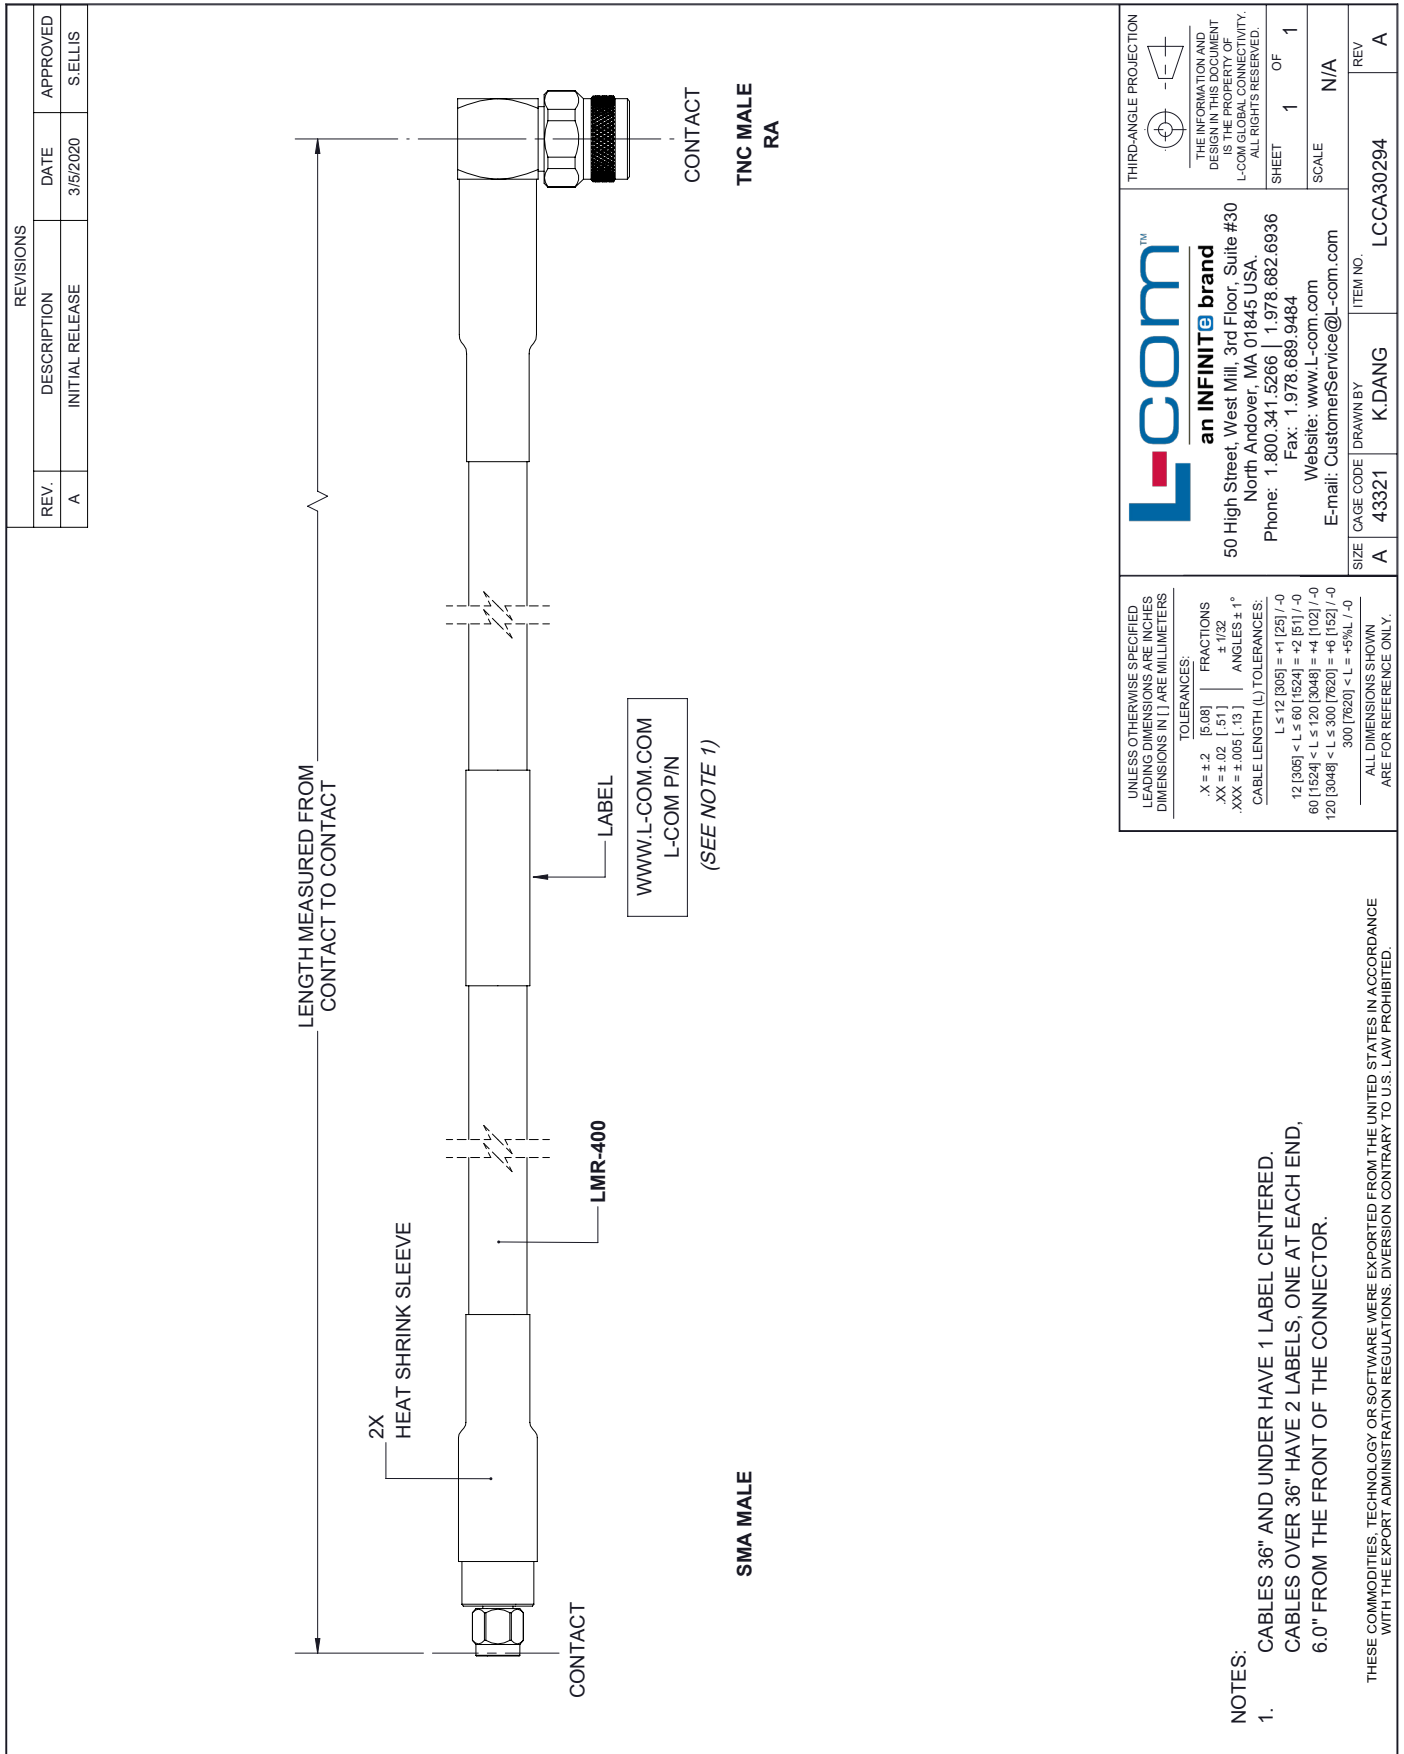 REVISIONS
REV.
DESCRIPTION
DATE
APPROVED
A
INITIAL RELEASE
3/5/2020
S.ELLIS
LENGTH MEASURED FROM
CONTACT TO CONTACT
2X
HEAT SHRINK SLEEVE
LMR-400
LABEL
WWW.L-COM.COM
L-COM P/N
(SEE NOTE 1)
CONTACT
SMA MALE
CONTACT
TNC MALE
RA
NOTES:
1. CABLES 36" AND UNDER HAVE 1 LABEL CENTERED.
CABLES OVER 36" HAVE 2 LABELS, ONE AT EACH END,
6.0" FROM THE FRONT OF THE CONNECTOR.
THESE COMMODITIES, TECHNOLOGY OR SOFTWARE WERE EXPORTED FROM THE UNITED STATES IN ACCORDANCE
WITH THE EXPORT ADMINISTRATION REGULATIONS. DIVERSION CONTRARY TO U.S. LAW PROHIBITED.
UNLESS OTHERWISE SPECIFIED
LEADING DIMENSIONS ARE INCHES
DIMENSIONS IN [ ] ARE MILLIMETERS
TOLERANCES:
.X = ±.2 [5.08] FRACTIONS
.XX = ±.02 [.51 ] ± 1/32
.XXX = ±.005 [.13 ] ANGLES ± 1°
CABLE LENGTH (L) TOLERANCES:
L ≤ 12 [305] = +1 [25] / -0
12 [305] < L ≤ 60 [1524] = +2 [51] / -0
60 [1524] < L ≤ 120 [3048] = +4 [102] / -0
120 [3048] < L ≤ 300 [7620] = +6 [152] / -0
300 [7620] < L = +5%L / -0
ALL DIMENSIONS SHOWN
ARE FOR REFERENCE ONLY.
L-com™
an INFINITe brand
50 High Street, West Mill, 3rd Floor, Suite #30
North Andover, MA 01845 USA.
Phone: 1.800.341.5266 | 1.978.682.6936
Fax: 1.978.689.9484
Website: www.L-com.com
E-mail: CustomerService@L-com.com
THIRD-ANGLE PROJECTION
THE INFORMATION AND
DESIGN IN THIS DOCUMENT
IS THE PROPERTY OF
L-COM GLOBAL CONNECTIVITY.
ALL RIGHTS RESERVED.
SHEET 1 OF 1
SCALE N/A
SIZE A
CAGE CODE 43321
DRAWN BY K.DANG
ITEM NO. LCCA30294
REV A